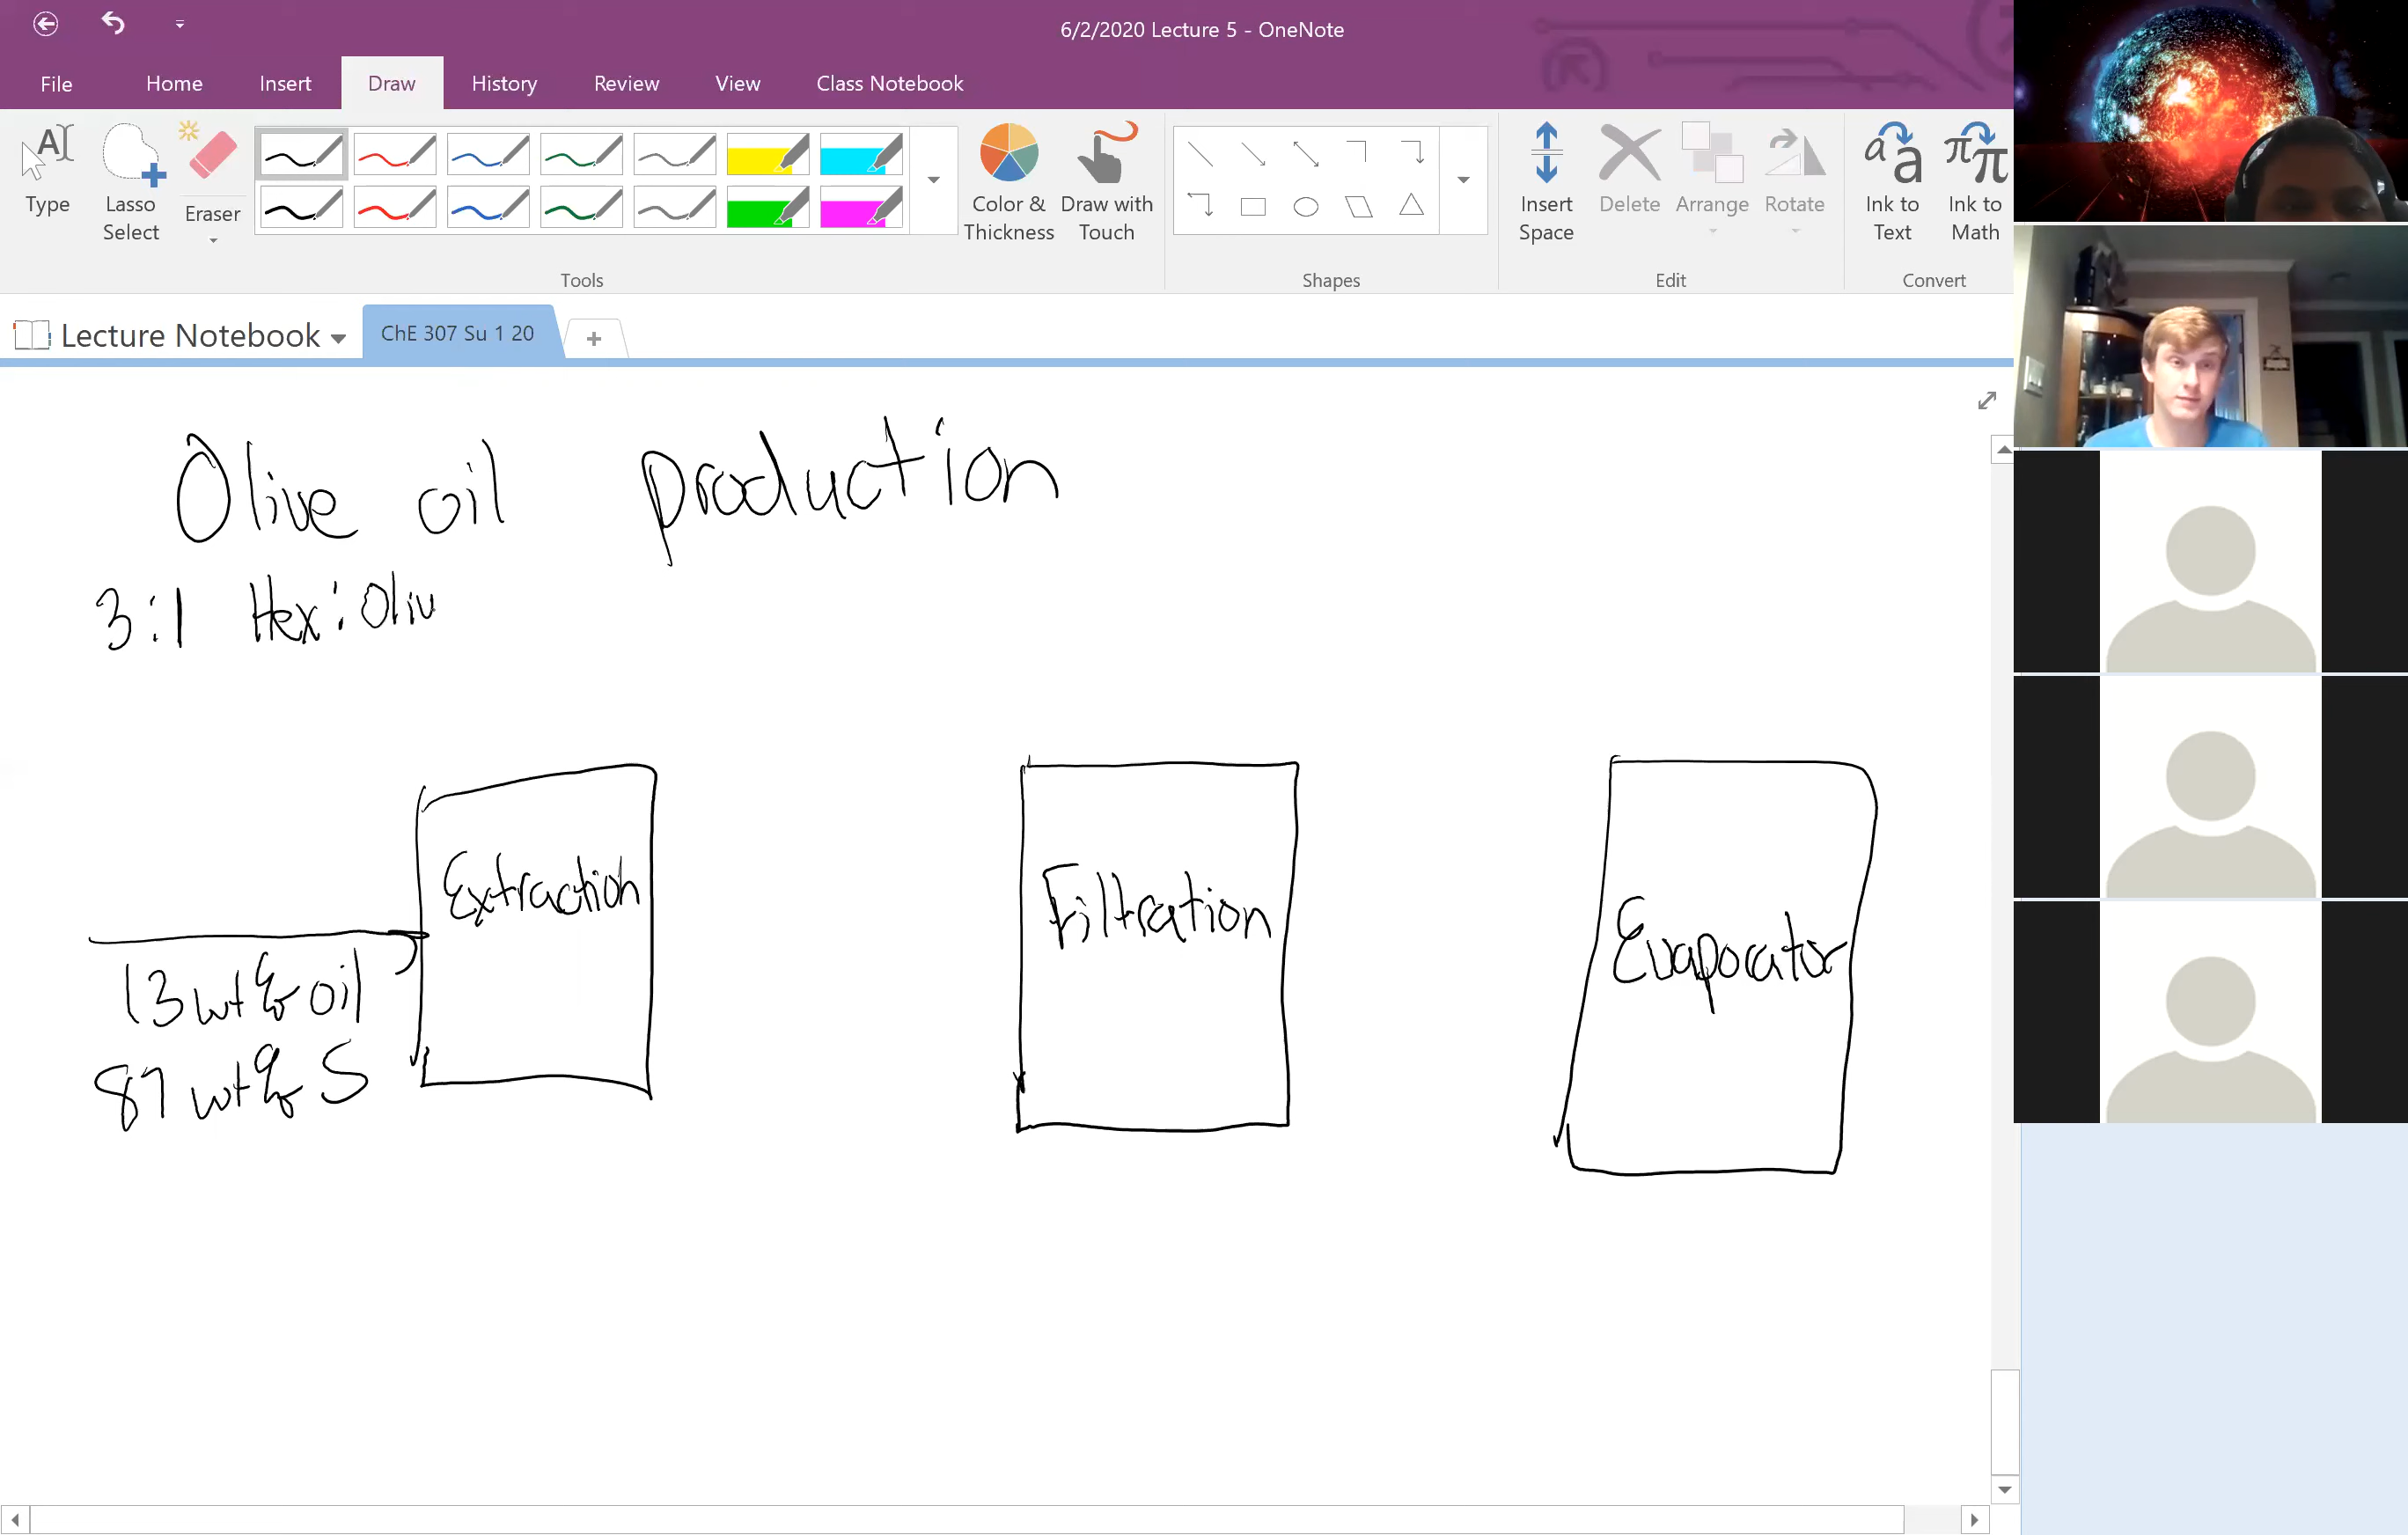 6/2/2020 Lecture 5 - OneNote
File Home Insert Draw History Review View Class Notebook
Type
Lasso Select
Eraser
Color & Thickness
Draw with Touch
Insert Space
Delete
Arrange
Rotate
Ink to Text
Ink to Math
Tools Shapes Edit Convert
Lecture Notebook ChE 307 Su 1 20
Olive oil production
3:1 Hex:Oliv
Extraction
Filtration
Evaporator
13 wt% oil
87 wt% S